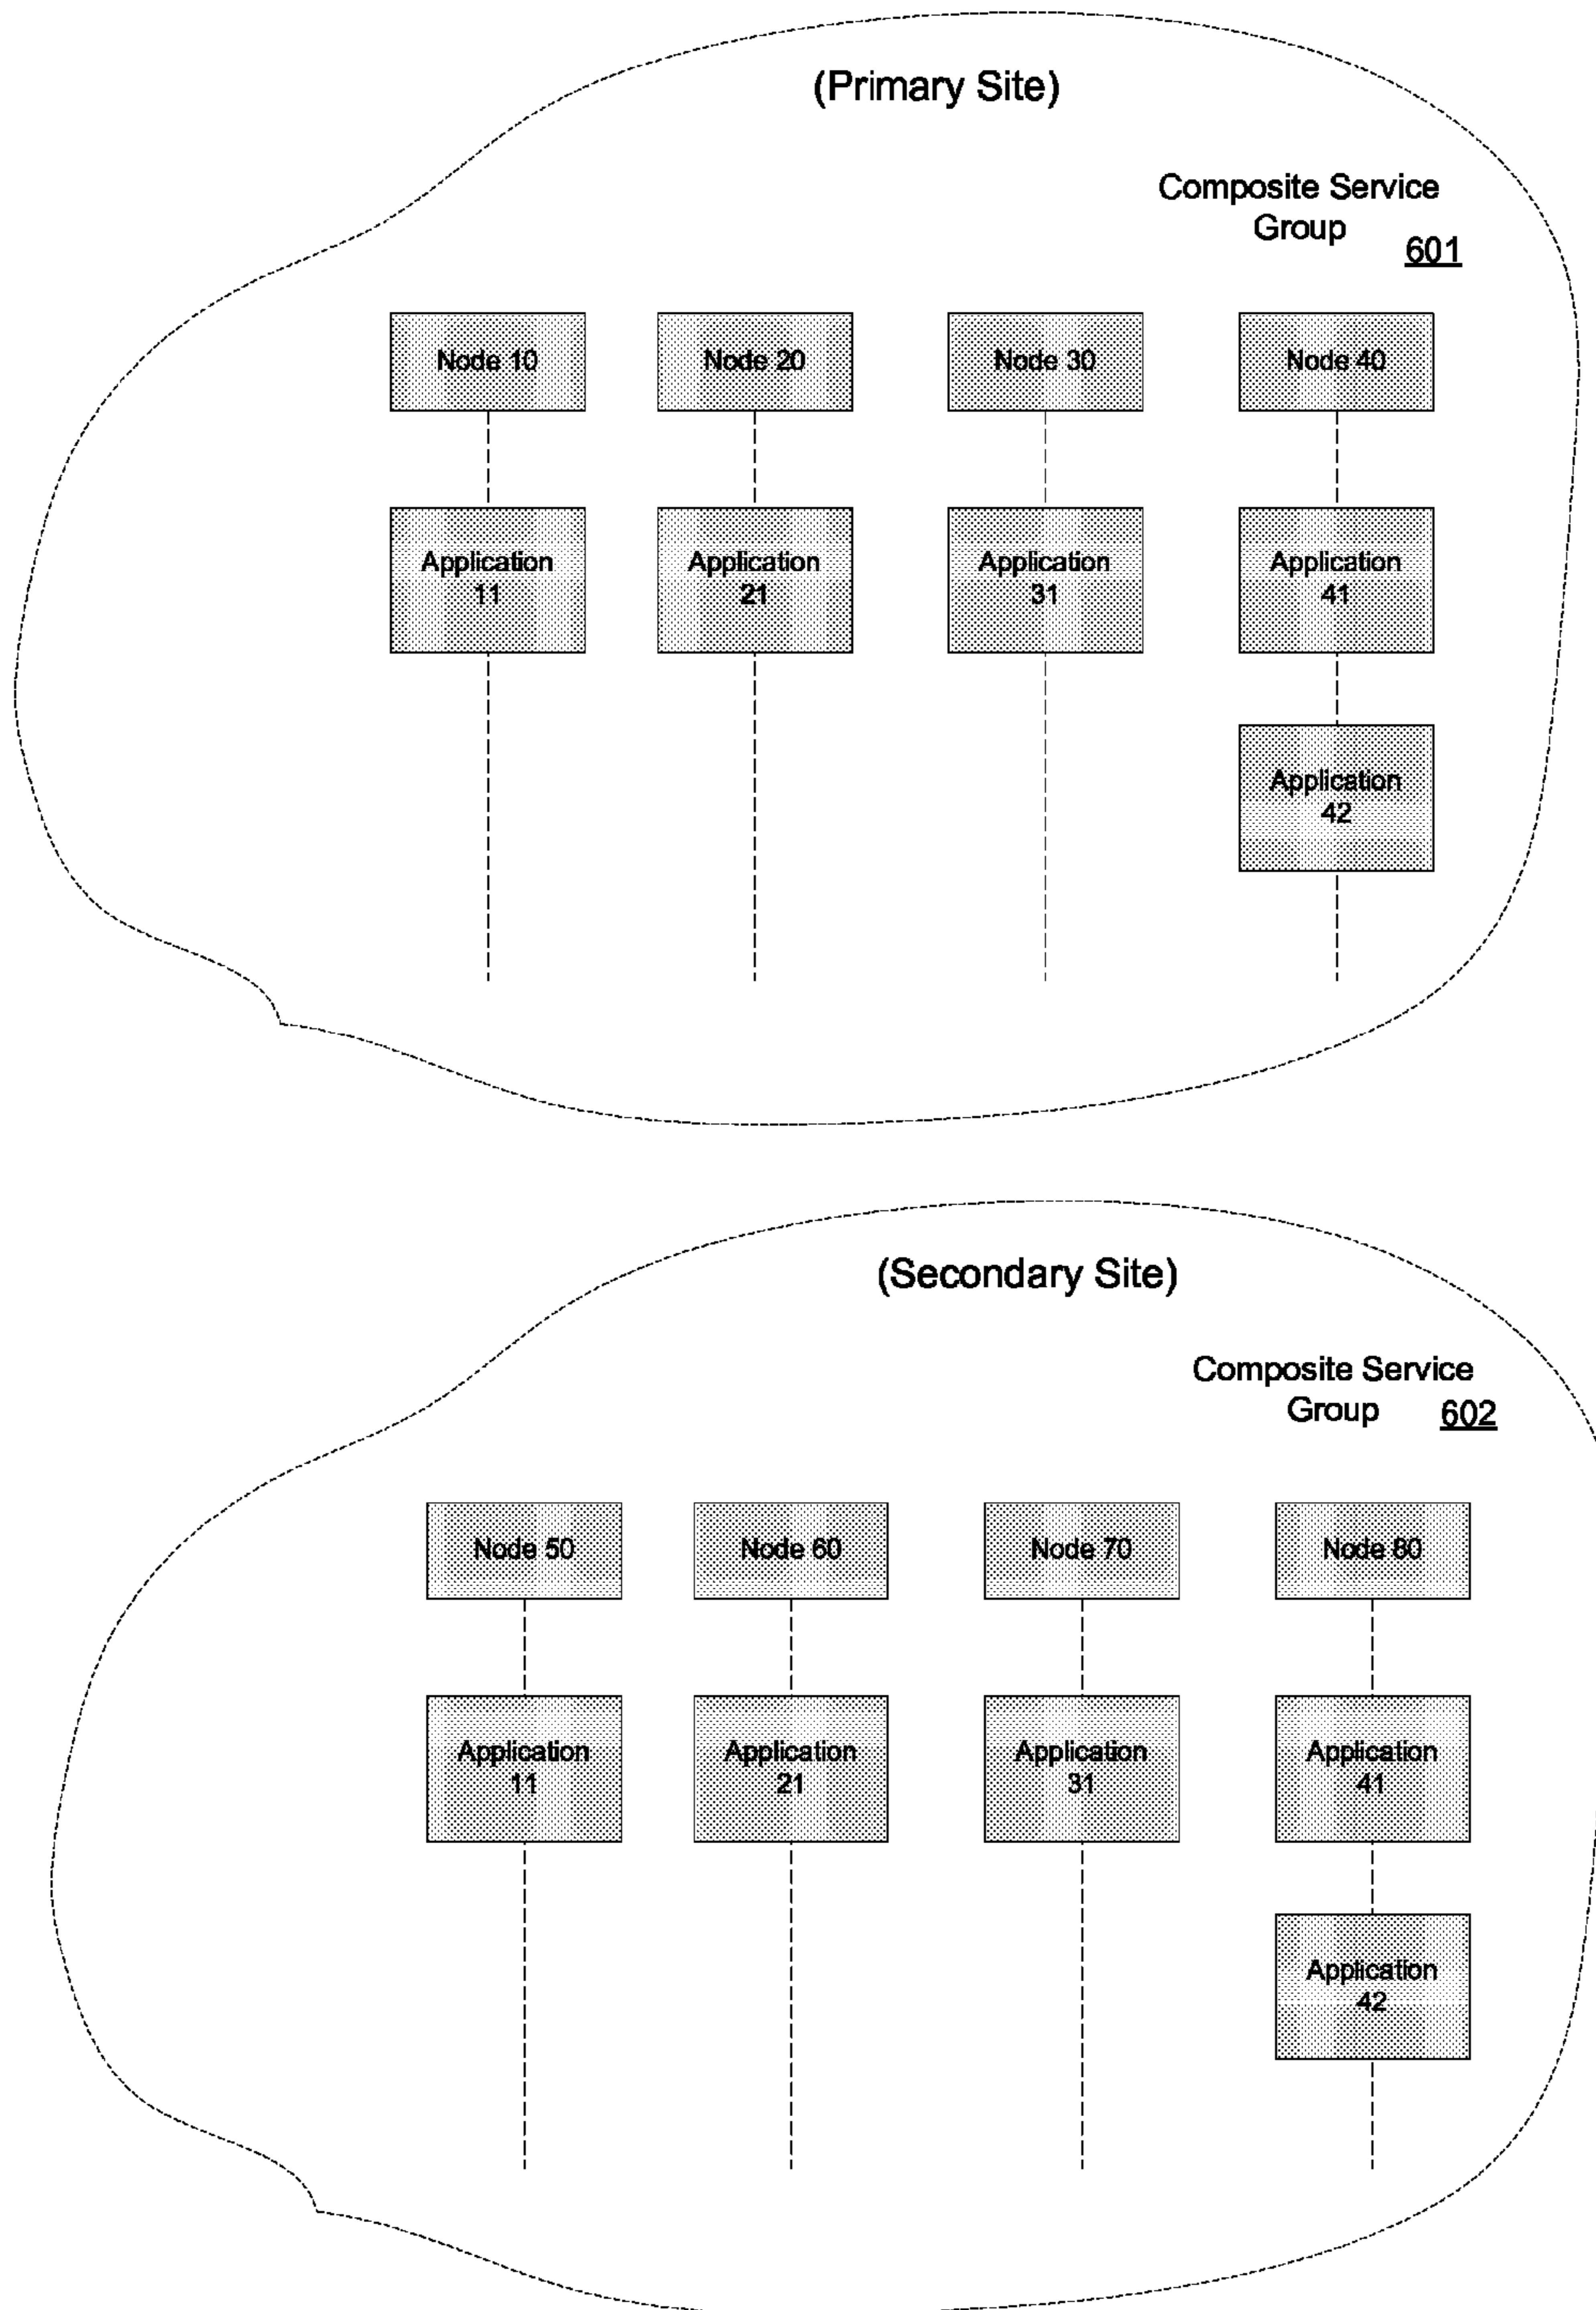 (Primary Site)
Composite Service
Group
601
Node 10
Node 20
Node 30
Node 40
Application
11
Application
21
Application
31
Application
41
Application
42
(Secondary Site)
Composite Service
Group
602
Node 50
Node 60
Node 70
Node 80
Application
11
Application
21
Application
31
Application
41
Application
42